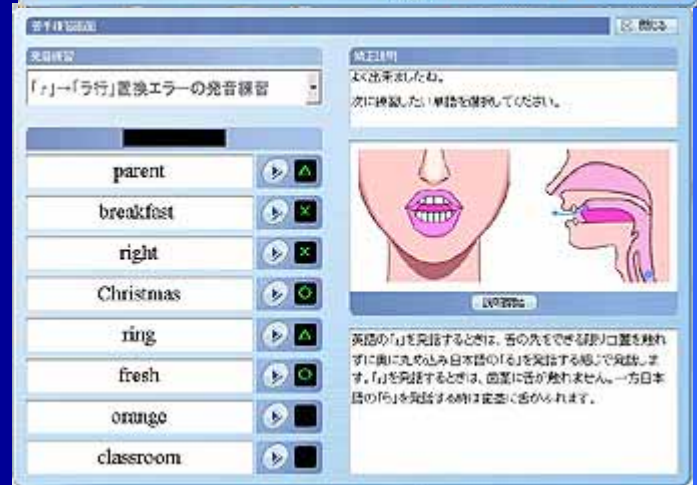 苦手練習画面
閉じる
発音練習
「r」→「ラ行」置換エラーの発音練習
矯正説明
よく出来ましたね。
次に練習したい単語を選択してください。
parent
breakfast
right
Christmas
ring
fresh
orange
classroom
説明開始
英語の「r」を発話するときは、舌の先をできる限り口蓋を触れ
ずに奥に丸め込み日本語の「る」を発話する感じで発話しま
す。「r」を発話するときは、歯茎に舌が触れません。一方日本
語の「ら」を発話する時は歯茎に舌がふれます。